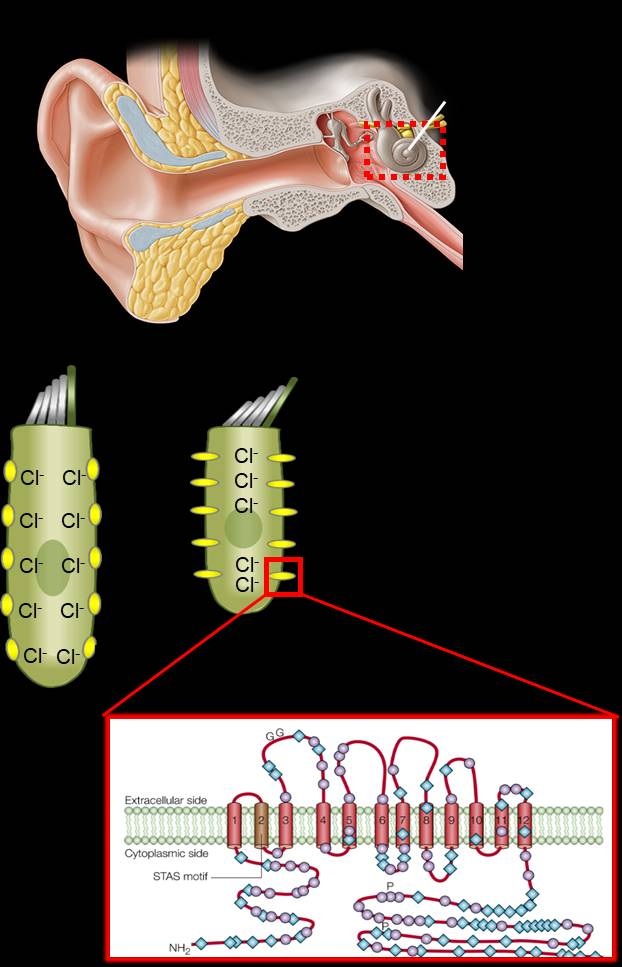 Cl⁻ Cl⁻
Cl⁻ Cl⁻
Cl⁻ Cl⁻
Cl⁻ Cl⁻
Cl⁻ Cl⁻
Cl⁻
Cl⁻
Cl⁻
Cl⁻
Cl⁻
G G
Extracellular side
1 2 3 4 5 6 7 8 9 10 11 12
Cytoplasmic side
STAS motif
P
P
NH₂